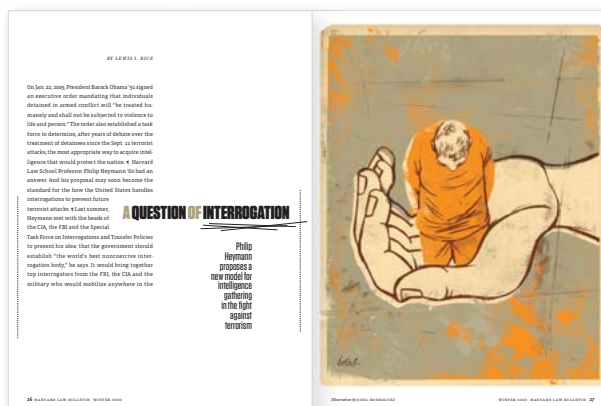 BY LEWIS I. RICE
On Jan. 22, 2009, President Barack Obama '91 signed
an executive order mandating that individuals
detained in armed conflict will "be treated hu-
manely and shall not be subjected to violence to
life and person." The order also established a task
force to determine, after years of debate over the
treatment of detainees since the Sept. 11 terrorist
attacks, the most appropriate way to acquire intel-
ligence that would protect the nation. ¶ Harvard
Law School Professor Philip Heymann '60 had an
answer. And his proposal may soon become the
standard for how the United States handles
interrogations to prevent future
terrorist attacks. ¶ Last summer,
Heymann met with the heads of
the CIA, the FBI and the Special
Task Force on Interrogations and Transfer Policies
to present his idea: that the government should
establish "the world's best noncoercive inter-
rogation body," he says. It would bring together
top interrogators from the FBI, the CIA and the
military who would mobilize anywhere in the
A QUESTION OF INTERROGATION
Philip
Heymann
proposes a
new model for
intelligence
gathering
in the fight
against
terrorism
26 HARVARD LAW BULLETIN WINTER 2010
Illustration by EDEL RODRIGUEZ
WINTER 2010 HARVARD LAW BULLETIN 27